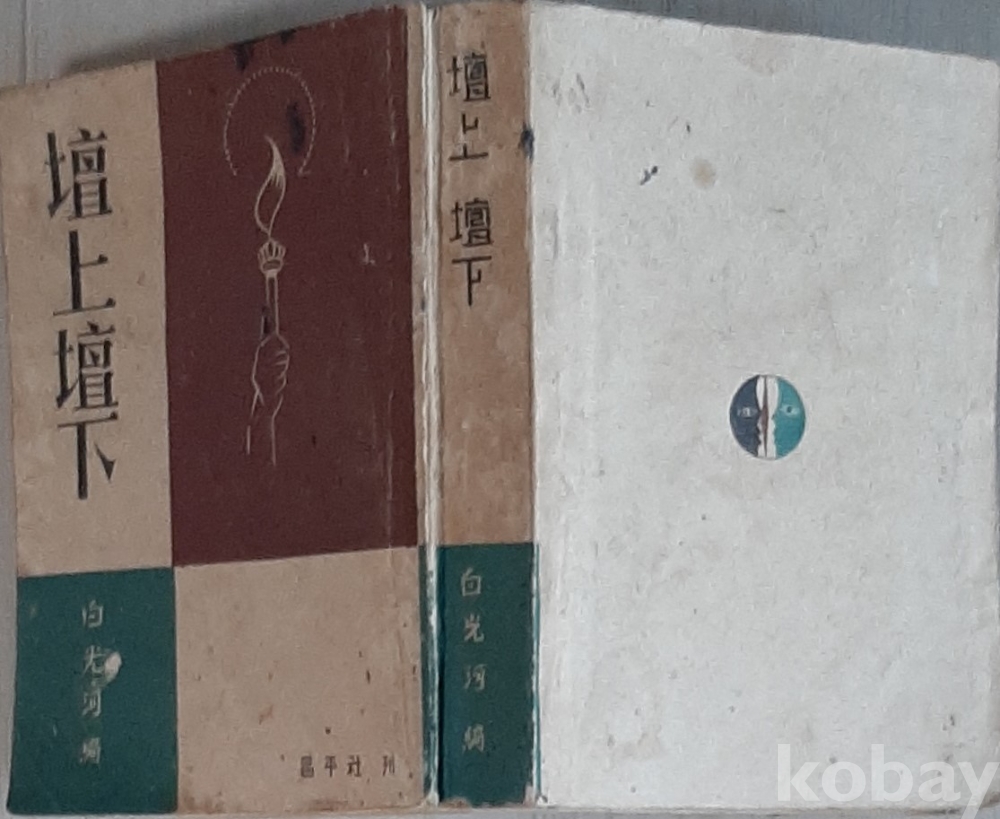 壇上壇下
白光河 編
昌平社 刊
壇上 壇下
白光河 編
kobay